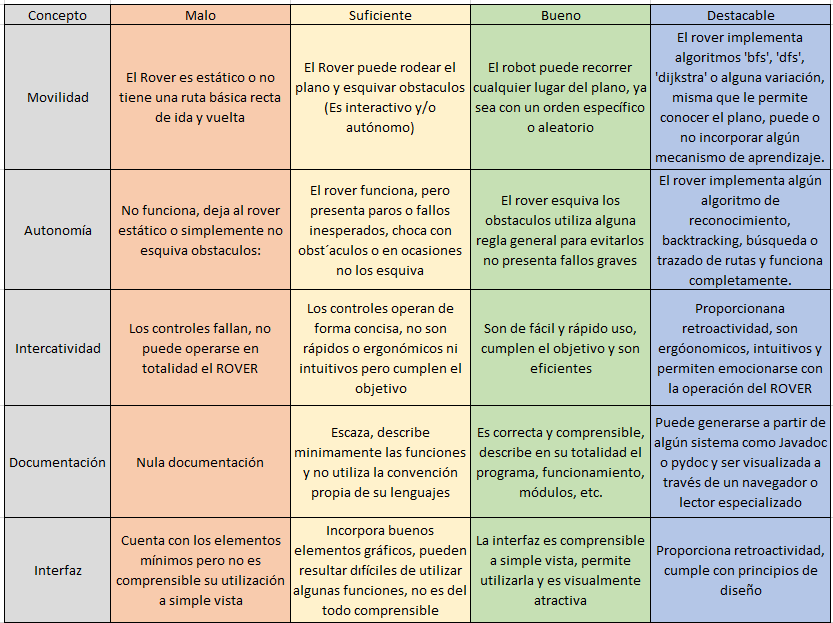 Concepto
Malo
Suficiente
Bueno
Destacable
Movilidad
El Rover es estático o no
tiene una ruta básica recta
de ida y vuelta
El Rover puede rodear el
plano y esquivar obstaculos
(Es interactivo y/o
autónomo)
El robot puede recorrer
cualquier lugar del plano, ya
sea con un orden específico
o aleatorio
El rover implementa
algoritmos 'bfs', 'dfs',
'dijkstra' o alguna variación,
misma que le permite
conocer el plano, puede o
no incorporar algún
mecanismo de aprendizaje.
Autonomía
No funciona, deja al rover
estático o simplemente no
esquiva obstaculos:
El rover funciona, pero
presenta paros o fallos
inesperados, choca con
obst´aculos o en ocasiones
no los esquiva
El rover esquiva los
obstaculos utiliza alguna
regla general para evitarlos
no presenta fallos graves
El rover implementa algún
algoritmo de
reconocimiento,
backtracking, búsqueda o
trazado de rutas y funciona
completamente.
Intercatividad
Los controles fallan, no
puede operarse en
totalidad el ROVER
Los controles operan de
forma concisa, no son
rápidos o ergonómicos ni
intuitivos pero cumplen el
objetivo
Son de fácil y rápido uso,
cumplen el objetivo y son
eficientes
Proporcionana
retroactividad, son
ergóonomicos, intuitivos y
permiten emocionarse con
la operación del ROVER
Documentación
Nula documentación
Escaza, describe
minimamente las funciones
y no utiliza la convención
propia de su lenguajes
Es correcta y comprensible,
describe en su totalidad el
programa, funcionamiento,
módulos, etc.
Puede generarse a partir de
algún sistema como Javadoc
o pydoc y ser visualizada a
través de un navegador o
lector especializado
Interfaz
Cuenta con los elementos
mínimos pero no es
comprensible su utilización
a simple vista
Incorpora buenos
elementos gráficos, pueden
resultar difíciles de utilizar
algunas funciones, no es del
todo comprensible
La interfaz es comprensible
a simple vista, permite
utilizarla y es visualmente
atractiva
Proporciona retroactividad,
cumple con principios de
diseño